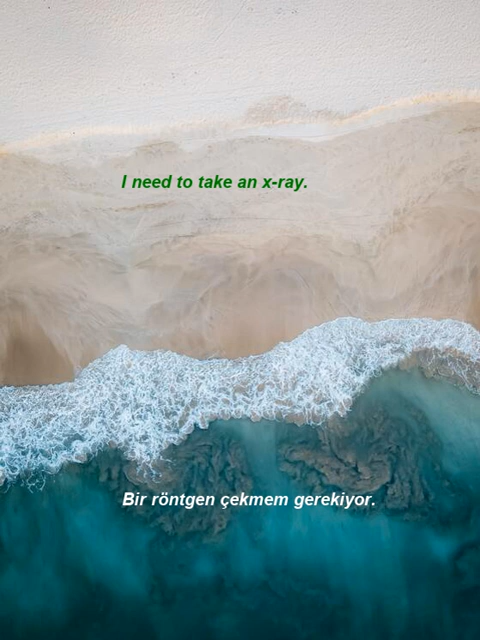 I need to take an x-ray.
Bir röntgen çekmem gerekiyor.